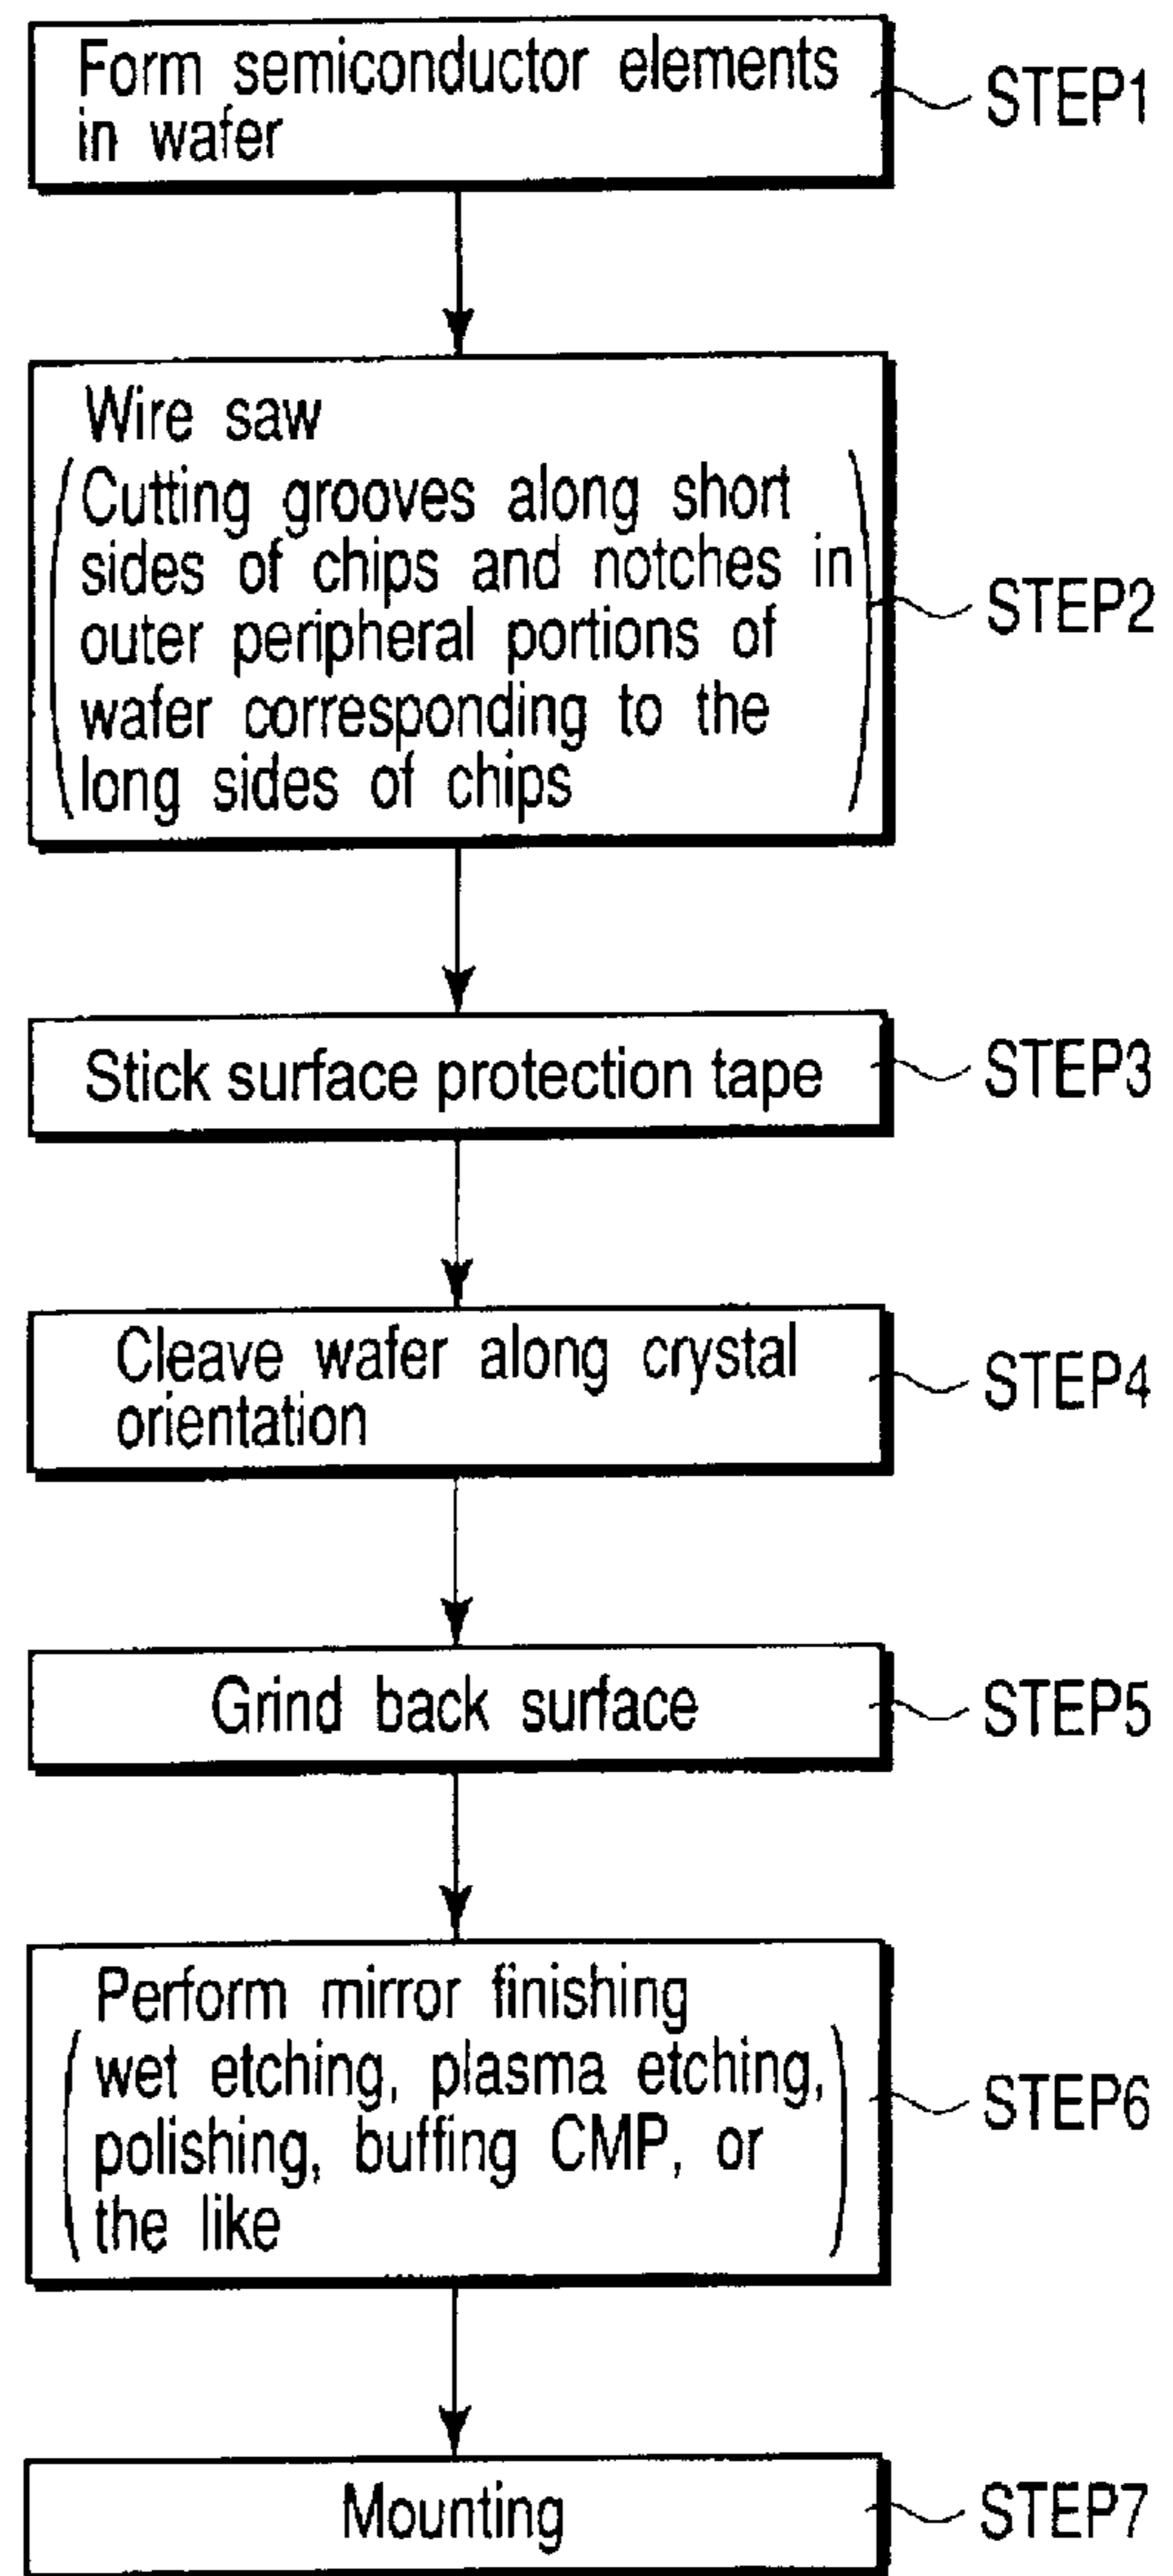 Form semiconductor elements
in wafer
STEP1
Wire saw
(Cutting grooves along short
sides of chips and notches in
outer peripheral portions of
wafer corresponding to the
long sides of chips)
STEP2
Stick surface protection tape
STEP3
Cleave wafer along crystal
orientation
STEP4
Grind back surface
STEP5
Perform mirror finishing
(wet etching, plasma etching,
polishing, buffing CMP, or
the like)
STEP6
Mounting
STEP7